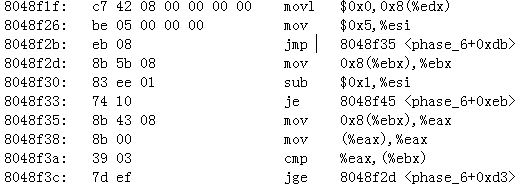 8048f1f: c7 42 08 00 00 00 00 movl $0x0,0x8(%edx)
8048f26: be 05 00 00 00 mov $0x5,%esi
8048f2b: eb 08 jmp 8048f35 <phase_6+0xdb>
8048f2d: 8b 5b 08 mov 0x8(%ebx),%ebx
8048f30: 83 ee 01 sub $0x1,%esi
8048f33: 74 10 je 8048f45 <phase_6+0xeb>
8048f35: 8b 43 08 mov 0x8(%ebx),%eax
8048f38: 8b 00 mov (%eax),%eax
8048f3a: 39 03 cmp %eax,(%ebx)
8048f3c: 7d ef jge 8048f2d <phase_6+0xd3>